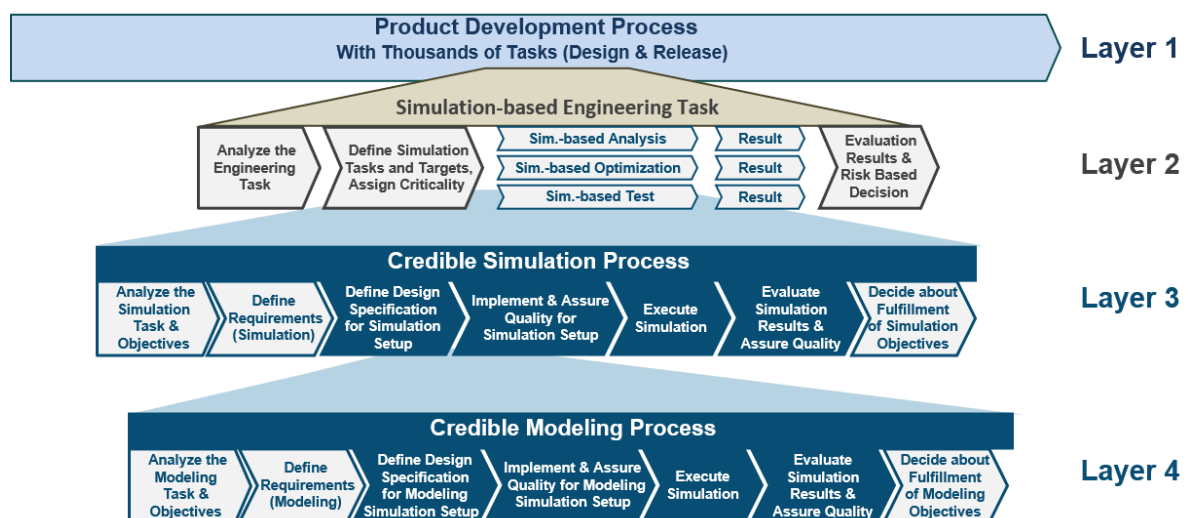 Product Development Process
With Thousands of Tasks (Design & Release)
Layer 1
Simulation-based Engineering Task
Analyze the
Engineering
Task
Define Simulation
Tasks and Targets,
Assign Criticality
Sim.-based Analysis
Result
Sim.-based Optimization
Result
Sim.-based Test
Result
Evaluation
Results &
Risk Based
Decision
Layer 2
Credible Simulation Process
Analyze the
Simulation
Task &
Objectives
Define
Requirements
(Simulation)
Define Design
Specification
for Simulation
Setup
Implement & Assure
Quality for
Simulation Setup
Execute
Simulation
Evaluate
Simulation
Results &
Assure Quality
Decide about
Fulfillment
of Simulation
Objectives
Layer 3
Credible Modeling Process
Analyze the
Modeling
Task &
Objectives
Define
Requirements
(Modeling)
Define Design
Specification
for Modeling
Simulation Setup
Implement & Assure
Quality for Modeling
Simulation Setup
Execute
Simulation
Evaluate
Simulation
Results &
Assure Quality
Decide about
Fulfillment
of Modeling
Objectives
Layer 4